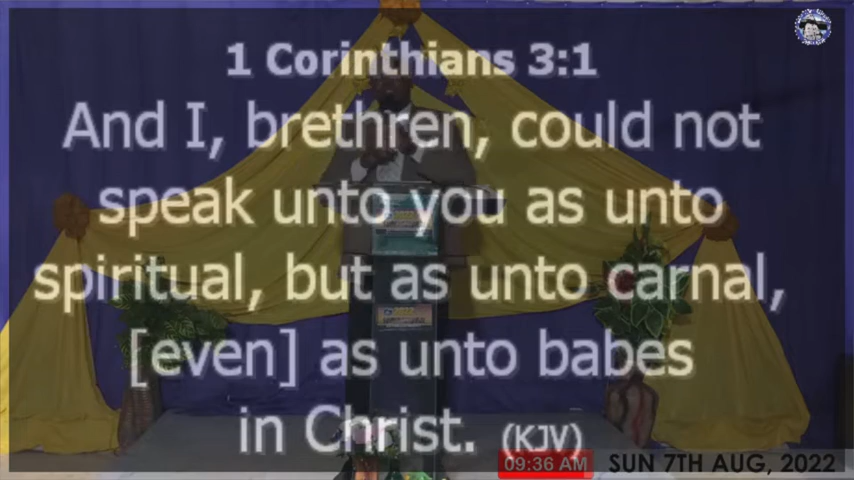 1 Corinthians 3:1
And I, brethren, could not
speak unto you as unto
spiritual, but as unto carnal,
[even] as unto babes
in Christ. (KJV)
09:36 AM SUN 7TH AUG, 2022